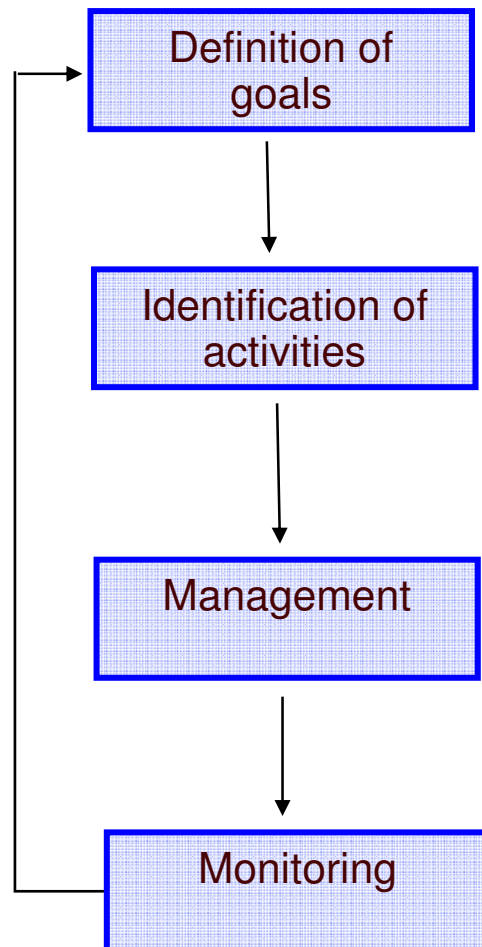 Definition of
goals
Identification of
activities
Management
Monitoring